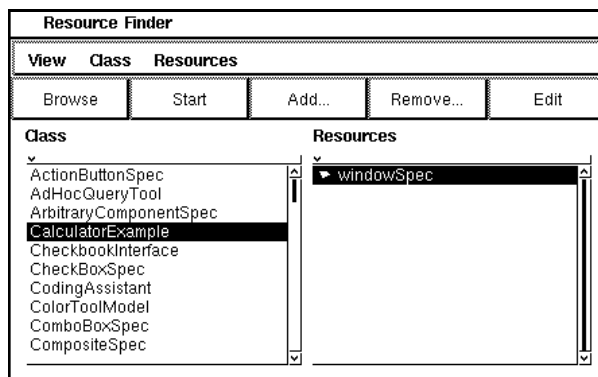 Resource Finder
View Class Resources
Browse Start Add... Remove... Edit
Class
ActionButtonSpec
AdHocQueryTool
ArbitraryComponentSpec
CalculatorExample
CheckbookInterface
CheckBoxSpec
CodingAssistant
ColorToolModel
ComboBoxSpec
CompositeSpec
Resources
windowSpec